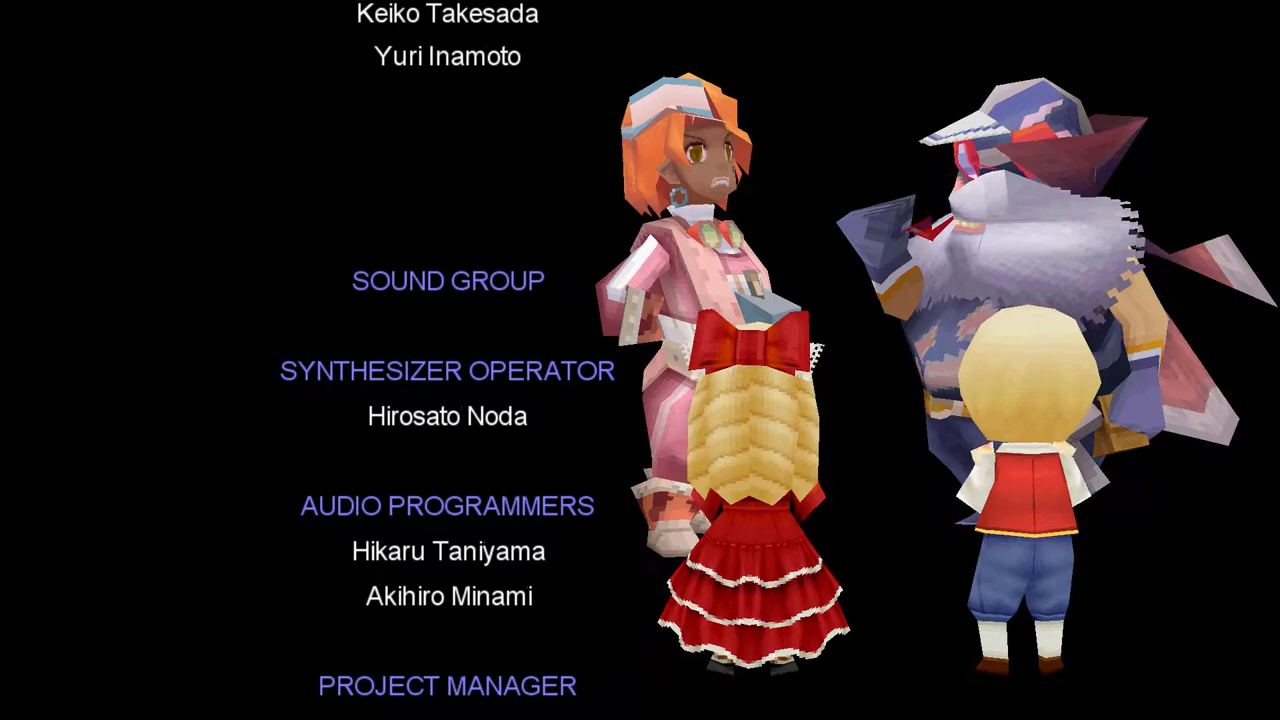 Keiko Takesada
Yuri Inamoto
SOUND GROUP
SYNTHESIZER OPERATOR
Hirosato Noda
AUDIO PROGRAMMERS
Hikaru Taniyama
Akihiro Minami
PROJECT MANAGER